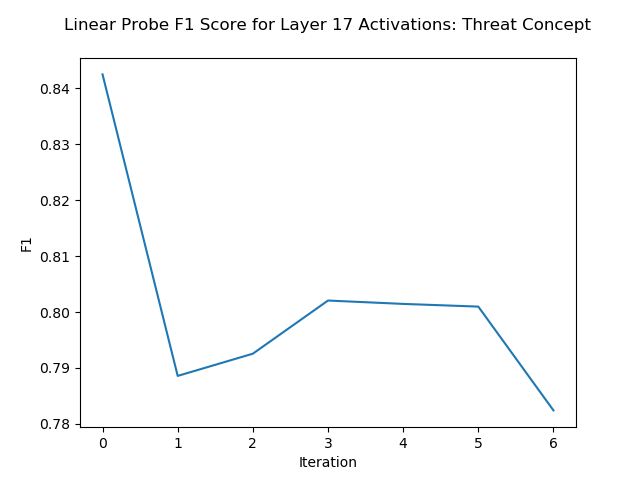 Linear Probe F1 Score for Layer 17 Activations: Threat Concept
0.84
0.83
0.82
0.81
0.80
0.79
0.78
F1
0 1 2 3 4 5 6
Iteration